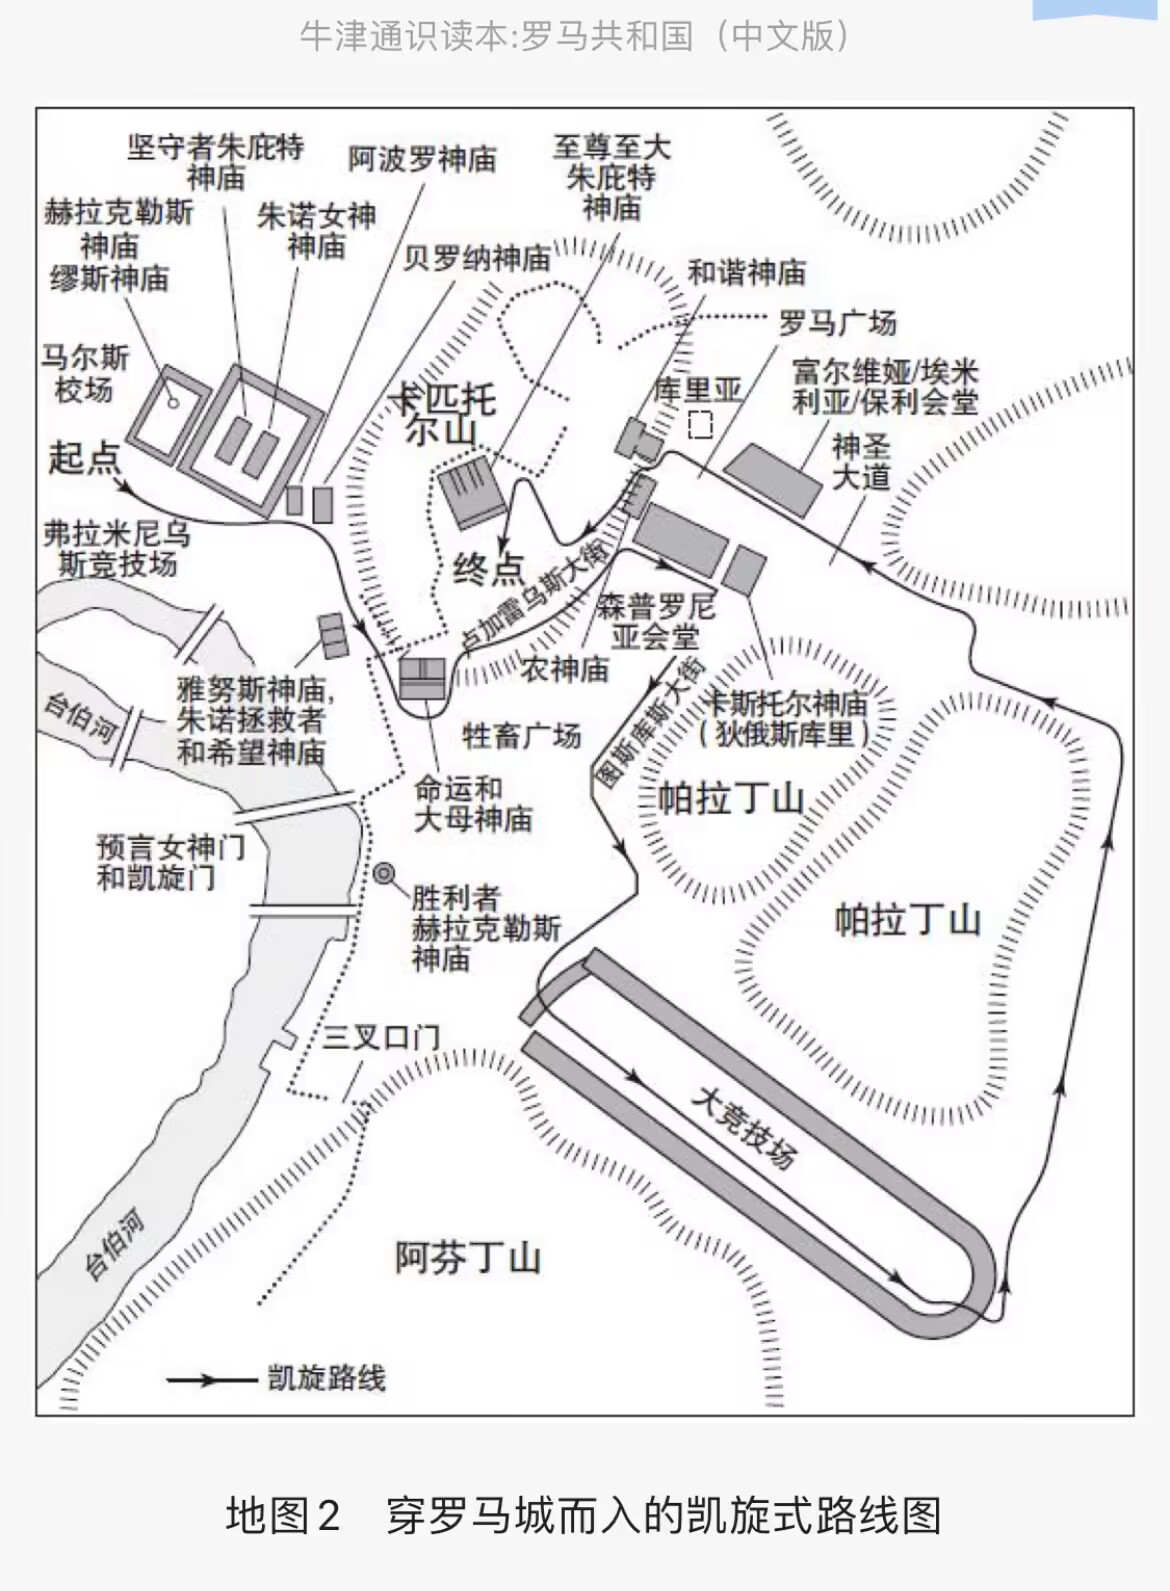 牛津通识读本:罗马共和国（中文版）
坚守者朱庇特
神庙
阿波罗神庙
至尊至大
朱庇特
神庙
赫拉克勒斯
神庙
缪斯神庙
朱诺女神
神庙
贝罗纳神庙
和谐神庙
罗马广场
马尔斯
校场
富尔维娅/埃米
利亚/保利会堂
库里亚
卡匹托
尔山
神圣
大道
起点
弗拉米尼乌
斯竞技场
终点
占加雷乌斯大街
森普罗尼
亚会堂
农神庙
台伯河
雅努斯神庙,
朱诺拯救者
和希望神庙
牲畜广场
图斯库斯大街
卡斯托尔神庙
（狄俄斯库里）
命运和
大母神庙
帕拉丁山
预言女神门
和凯旋门
胜利者
赫拉克勒斯
神庙
帕拉丁山
三叉口门
大竞技场
台伯河
阿芬丁山
凯旋路线
地图2 穿罗马城而入的凯旋式路线图